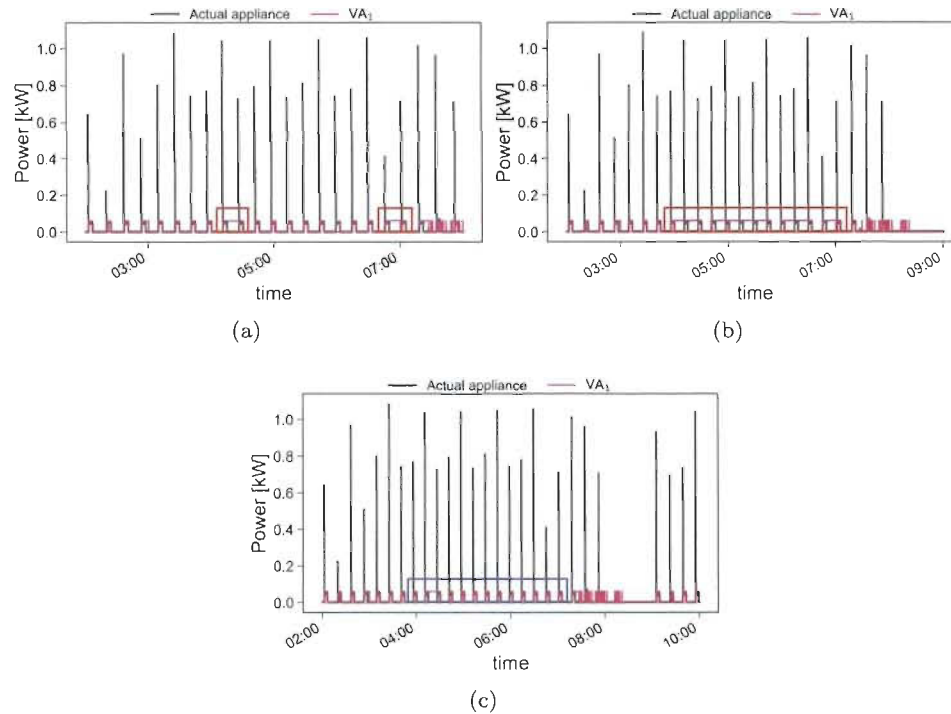 Actual appliance VA₁
Power [kW]
1.0
0.8
0.6
0.4
0.2
0.0
03:00 05:00 07:00
time
(a)
Actual appliance VA₁
Power [kW]
1.0
0.8
0.6
0.4
0.2
0.0
03:00 05:00 07:00 09:00
time
(b)
Actual appliance VA₁
Power [kW]
1.0
0.8
0.6
0.4
0.2
0.0
02:00 04:00 06:00 08:00 10:00
time
(c)